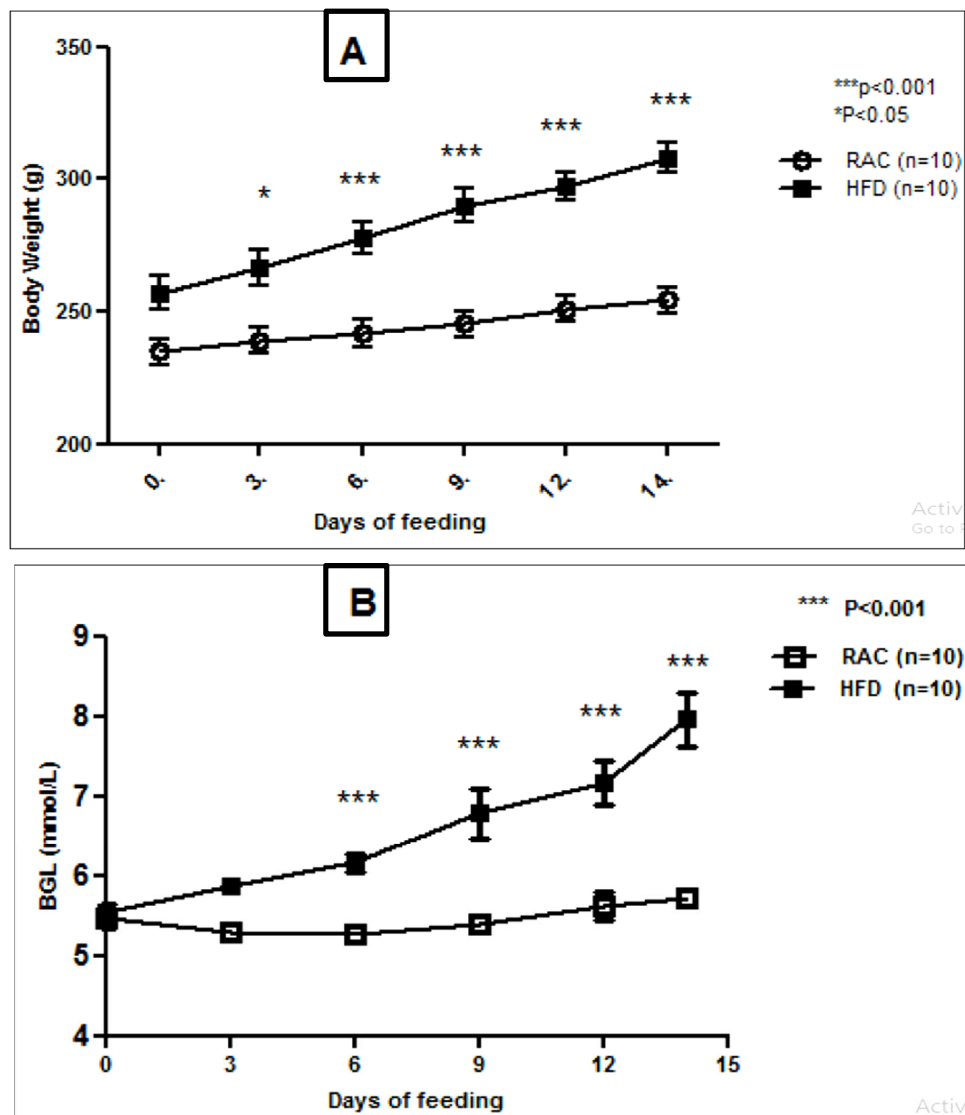 A
350
300
250
200
Body Weight (g)
*
***
***
***
***
***p<0.001
*P<0.05
RAC (n=10)
HFD (n=10)
0.
3.
6.
9.
12.
14.
Days of feeding
Activ
Go to
B
9
8
7
6
5
4
BGL (mmol/L)
***
***
***
***
*** P<0.001
RAC (n=10)
HFD (n=10)
0
3
6
9
12
15
Days of feeding
Activ